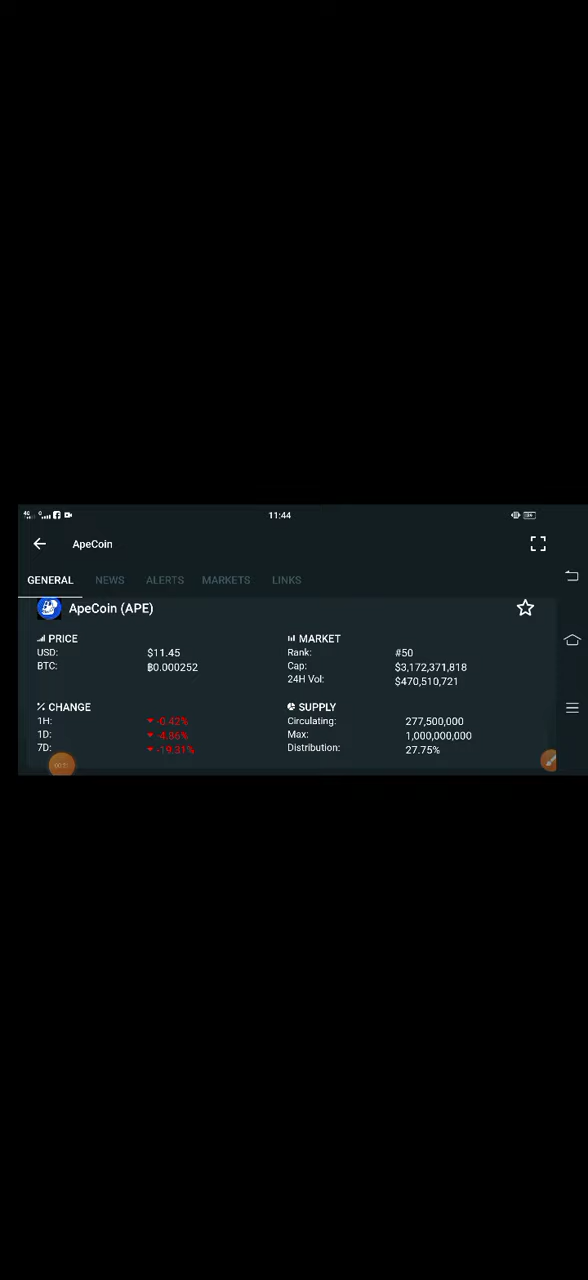 4G 11:44
ApeCoin
GENERAL NEWS ALERTS MARKETS LINKS
ApeCoin (APE)
PRICE
USD: $11.45
BTC: ฿0.000252
MARKET
Rank: #50
Cap: $3,172,371,818
24H Vol: $470,510,721
CHANGE
1H: -0.42%
1D: -4.86%
7D: -19.31%
SUPPLY
Circulating: 277,500,000
Max: 1,000,000,000
Distribution: 27.75%